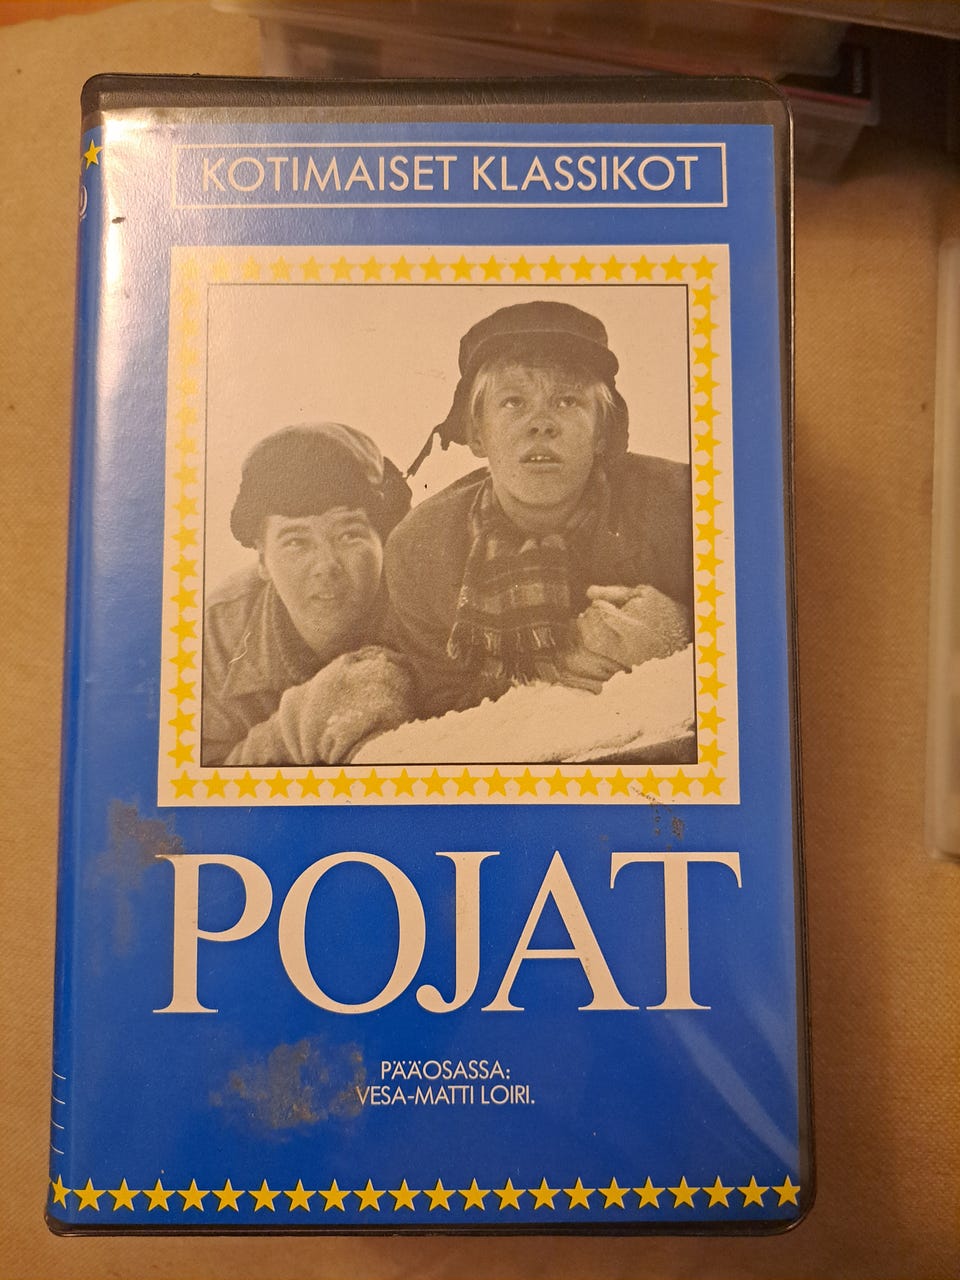 KOTIMAISET KLASSIKOT
POJAT
PÄÄOSASSA:
VESA-MATTI LOIRI.